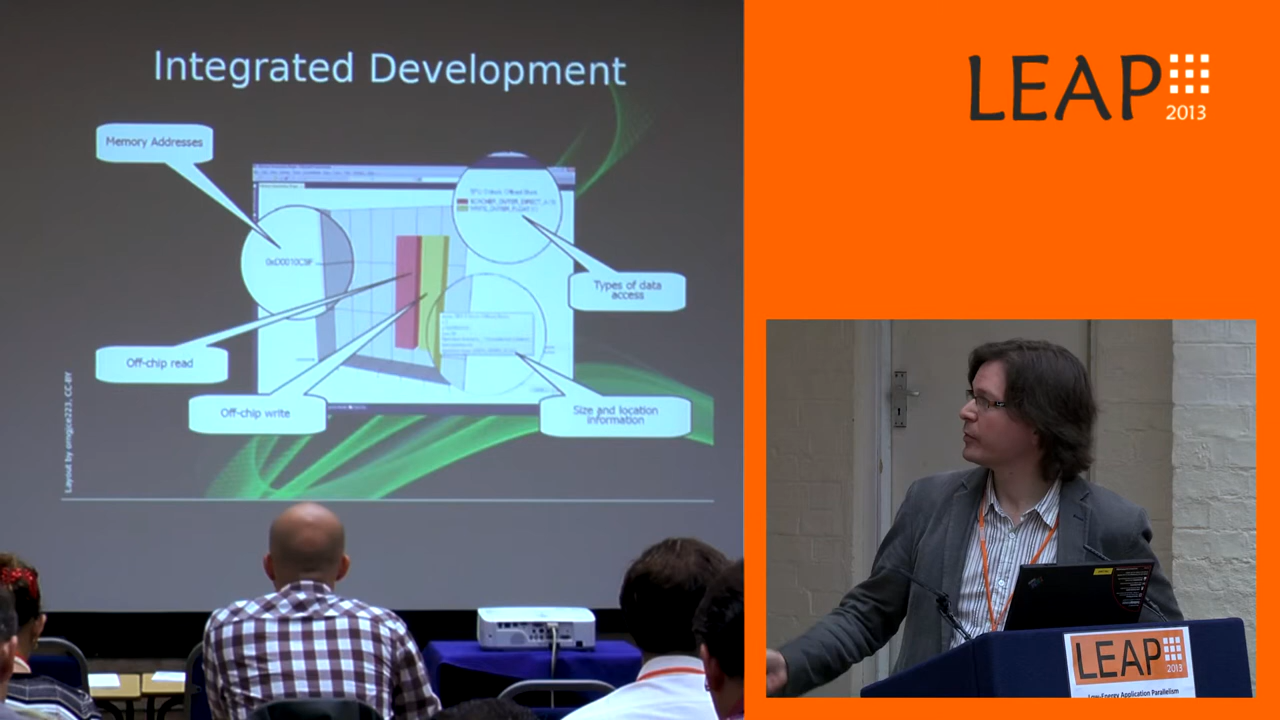 Integrated Development
Memory Addresses
0xD0010C9F
Types of data
access
Off-chip read
Off-chip write
Size and location
information
Layout by orngjce223, CC-BY
LEAP
2013
LEAP
2013
Low-Energy Application Parallelism